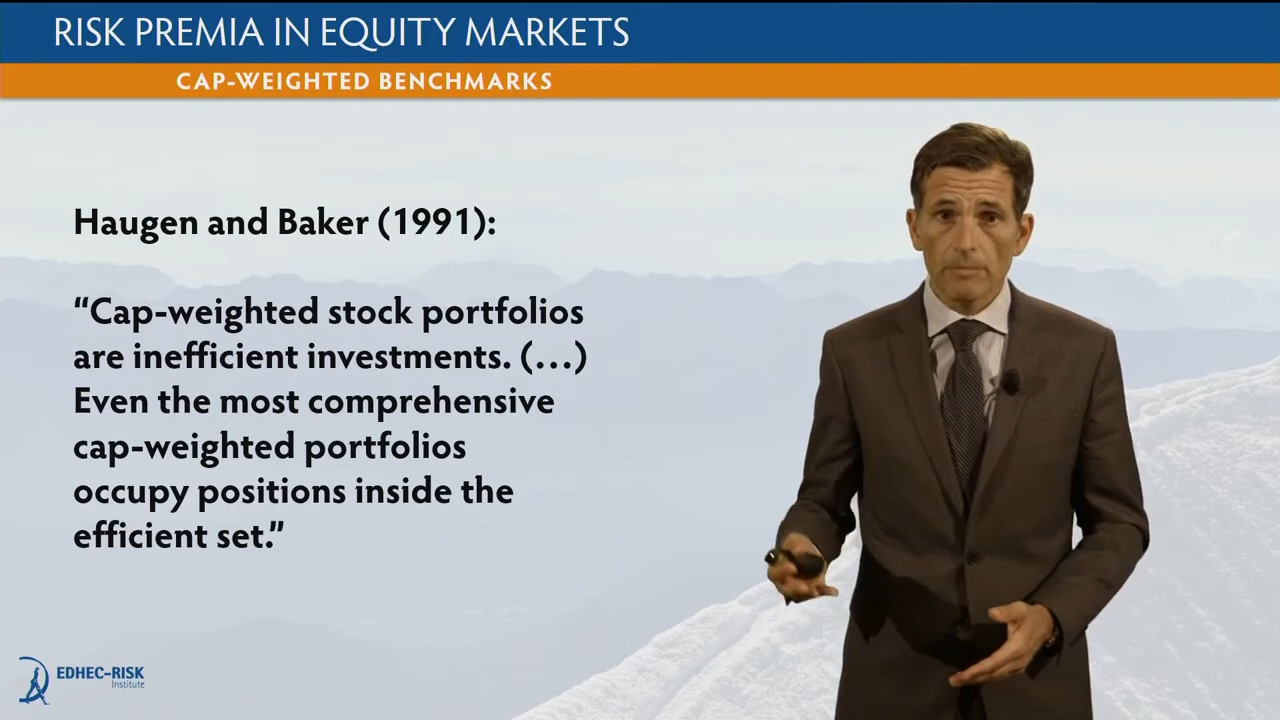 RISK PREMIA IN EQUITY MARKETS
CAP-WEIGHTED BENCHMARKS
Haugen and Baker (1991):
“Cap-weighted stock portfolios
are inefficient investments. (…)
Even the most comprehensive
cap-weighted portfolios
occupy positions inside the
efficient set.”
EDHEC-RISK
Institute